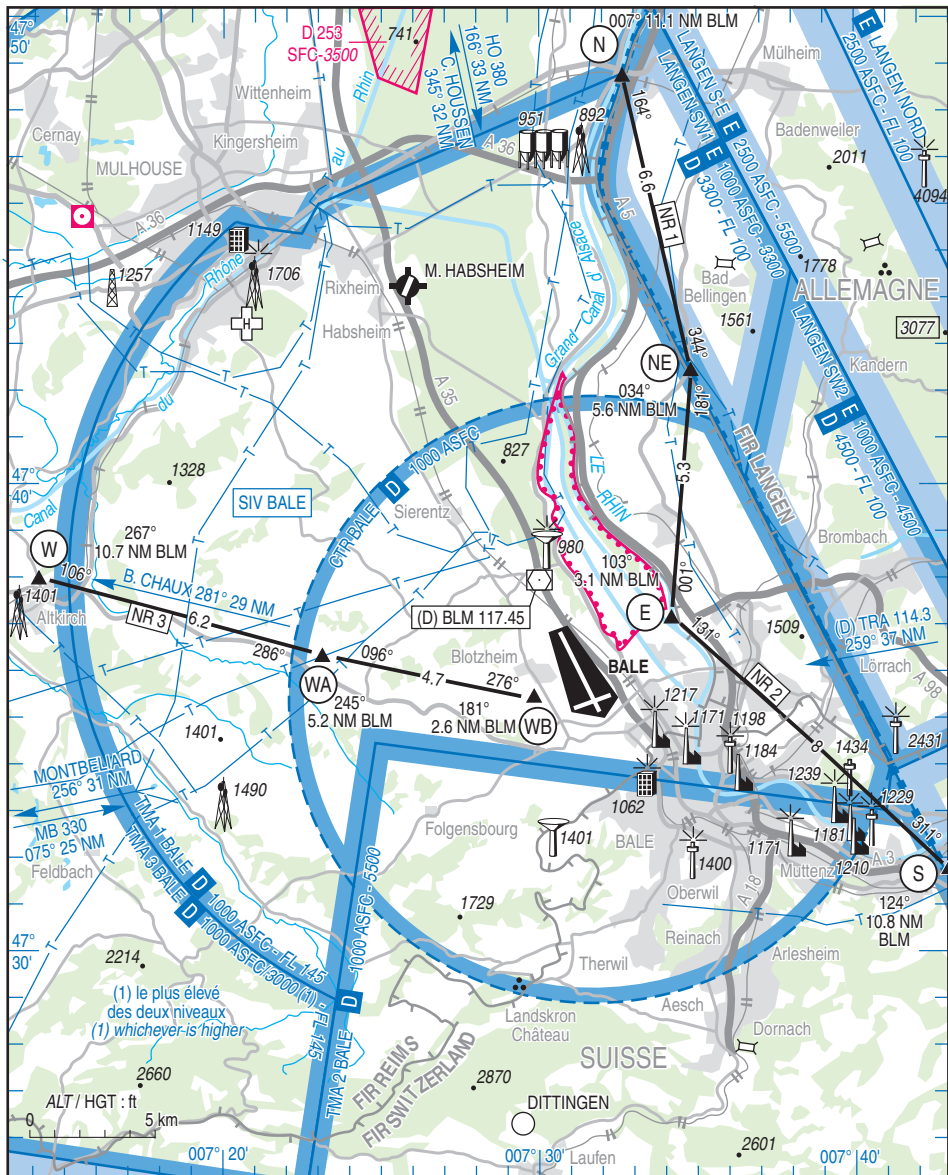 47°
50'
D 253
SFC-3500
741
Rhin
au
HO 380
166° 33 NM
C. HOUSSEN
345° 32 NM
N
007° 11.1 NM BLM
Mülheim
E LANGEN NORD
2500 ASFC - FL 100
LANGEN S-E E 2500 ASFC - 5500
LANGEN SW1 E 1000 ASFC - 3300
D 3300 - FL 100
Cernay
Wittenheim
Kingersheim
MULHOUSE
951
892
A 36
164°
Badenweiler
2011
4094
A 36
1149
1706
1257
Rhône
Rixheim
Habsheim
M. HABSHEIM
Grand Canal d'Alsace
A 5
6.6
NR 1
Bad
Bellingen
1778
ALLEMAGNE
1561
3077
Kandern
344°
NE
034°
5.6 NM BLM
181°
LANGEN SW2 E 1000 ASFC - 4500
D 4500 - FL 100
FIR LANGEN
du
A 35
CTR BALE D 1000 ASFC
827
LE
RHIN
5.3
47°
40'
Canal
1328
SIV BALE
Sierentz
W
267°
10.7 NM BLM
106°
B. CHAUX 281° 29 NM
980
103°
3.1 NM BLM
001°
Brombach
1401
Altkirch
NR 3
6.2
286°
(D) BLM 117.45
E
131°
1509
(D) TRA 114.3
259° 37 NM
Lörrach
A 98
096°
Blotzheim
BALE
WA
4.7
276°
245°
5.2 NM BLM
181°
2.6 NM BLM
WB
NR 2
8
1217
1171
1198
1184
2431
1401
MONTBELIARD
256° 31 NM
MB 330
075° 25 NM
1490
1062
1239
1434
1229
Folgensbourg
1401
BALE
1400
1171
1181
1210
311°
Feldbach
Oberwil
Muttenz
A 3
S
TMA 1 BALE D 1000 ASFC - FL 145
TMA 3 BALE D 1000 ASFC/3000 (1) - FL 145
1000 ASFC - 5500
D
TMA 2 BALE
A 18
124°
10.8 NM
BLM
1729
Reinach
47°
30'
2214
Therwil
Arlesheim
(1) le plus élevé
des deux niveaux
(1) whichever is higher
Aesch
Landskron
Château
Dornach
FIR REIMS
FIR SWITZERLAND
SUISSE
2660
2870
ALT / HGT : ft
0
5 km
DITTINGEN
007° 20
007° 30
Laufen
2601
007° 40